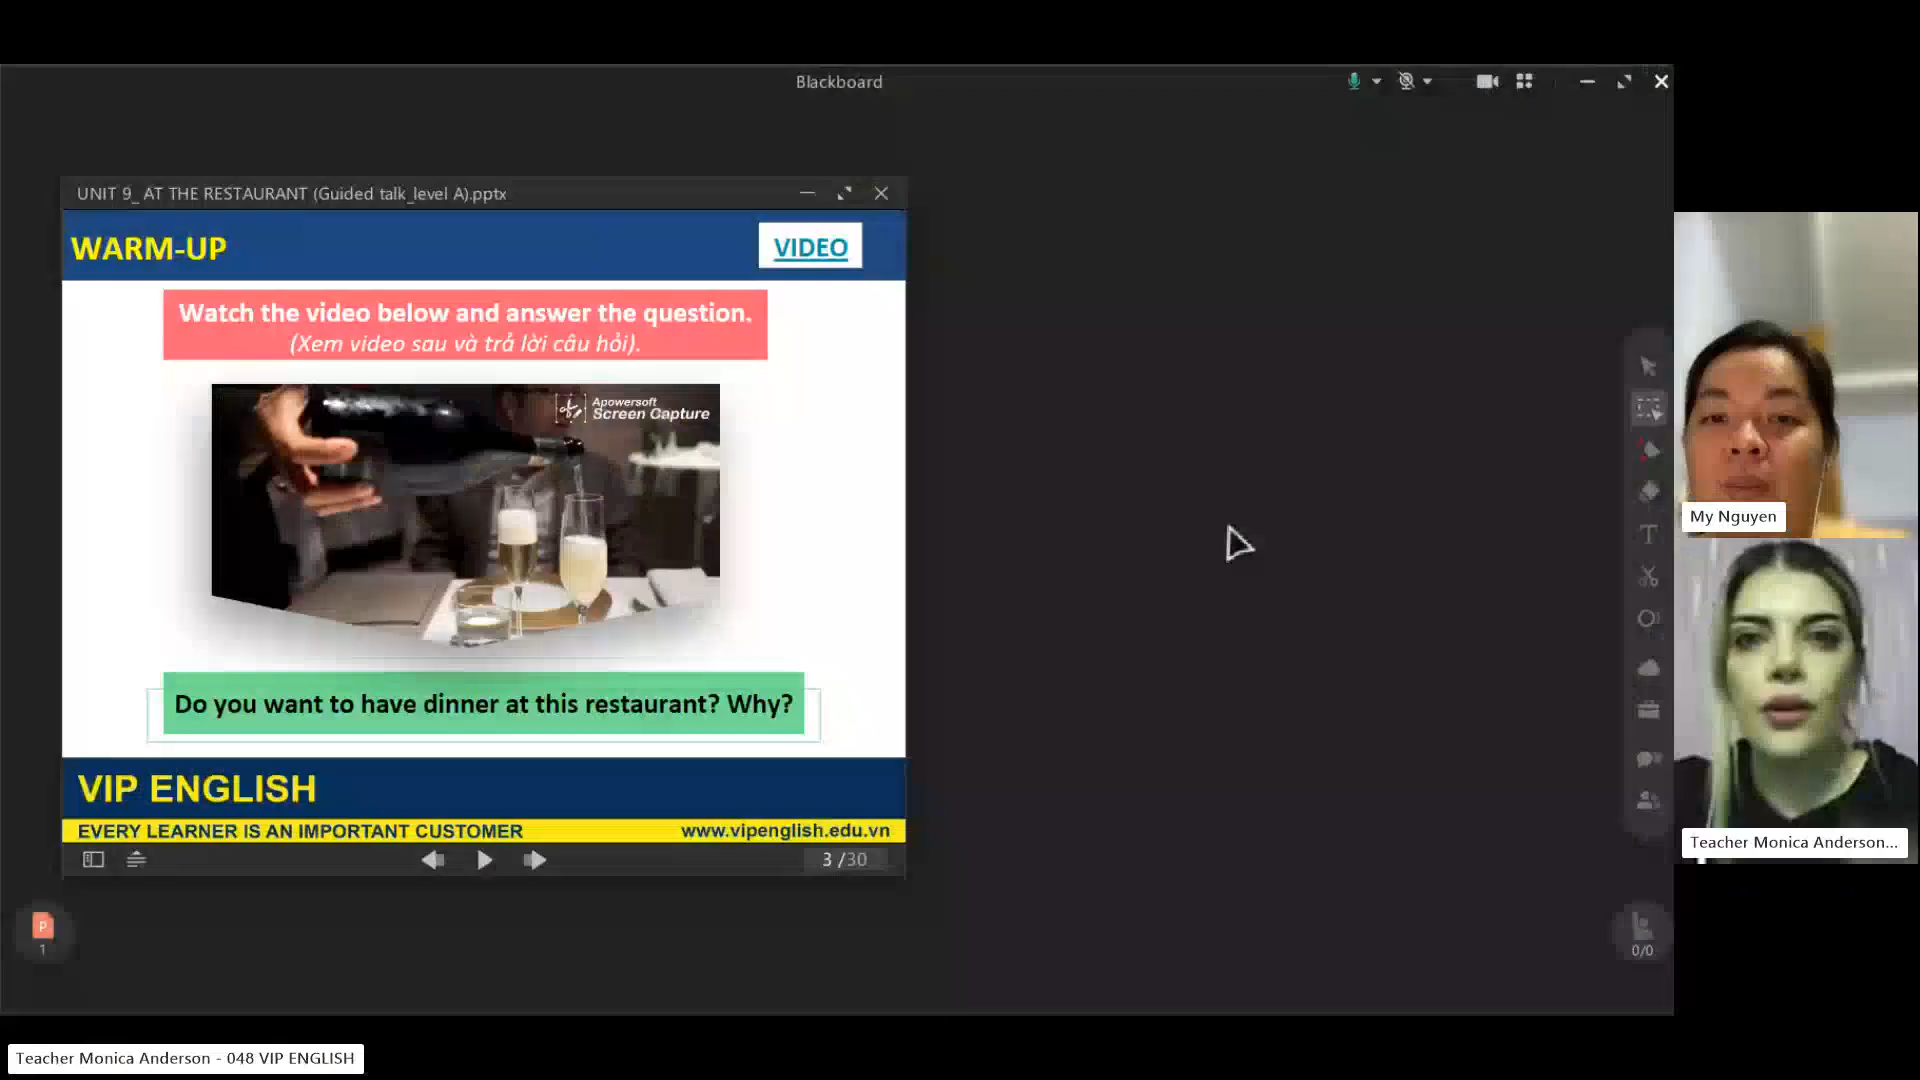 Blackboard
UNIT 9_ AT THE RESTAURANT (Guided talk_level A).pptx
WARM-UP
VIDEO
Watch the video below and answer the question.
(Xem video sau và trả lời câu hỏi).
Apowersoft
Screen Capture
Do you want to have dinner at this restaurant? Why?
VIP ENGLISH
EVERY LEARNER IS AN IMPORTANT CUSTOMER
www.vipenglish.edu.vn
3 /30
P
1
T
0/0
My Nguyen
Teacher Monica Anderson...
Teacher Monica Anderson - 048 VIP ENGLISH